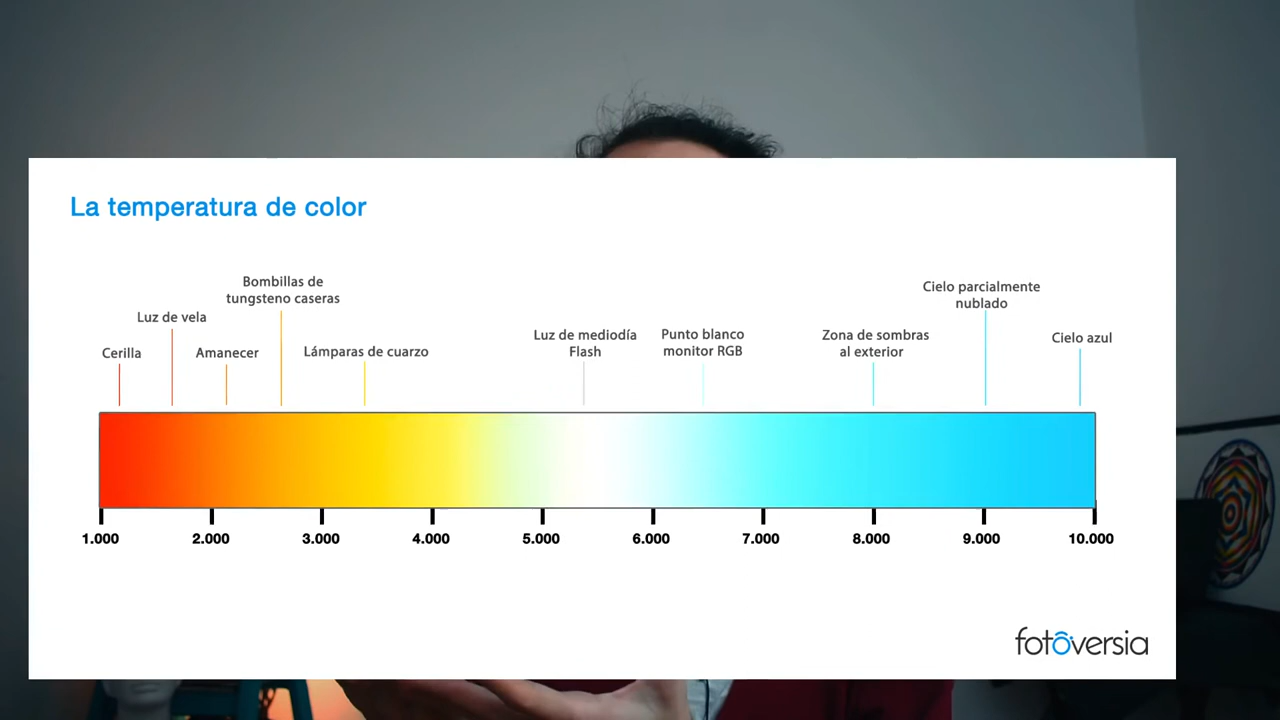 La temperatura de color
Bombillas de
tungsteno caseras
Cielo parcialmente
nublado
Luz de vela
Luz de mediodía
Flash
Punto blanco
monitor RGB
Zona de sombras
al exterior
Cielo azul
Cerilla
Amanecer
Lámparas de cuarzo
1.000
2.000
3.000
4.000
5.000
6.000
7.000
8.000
9.000
10.000
fotoversia